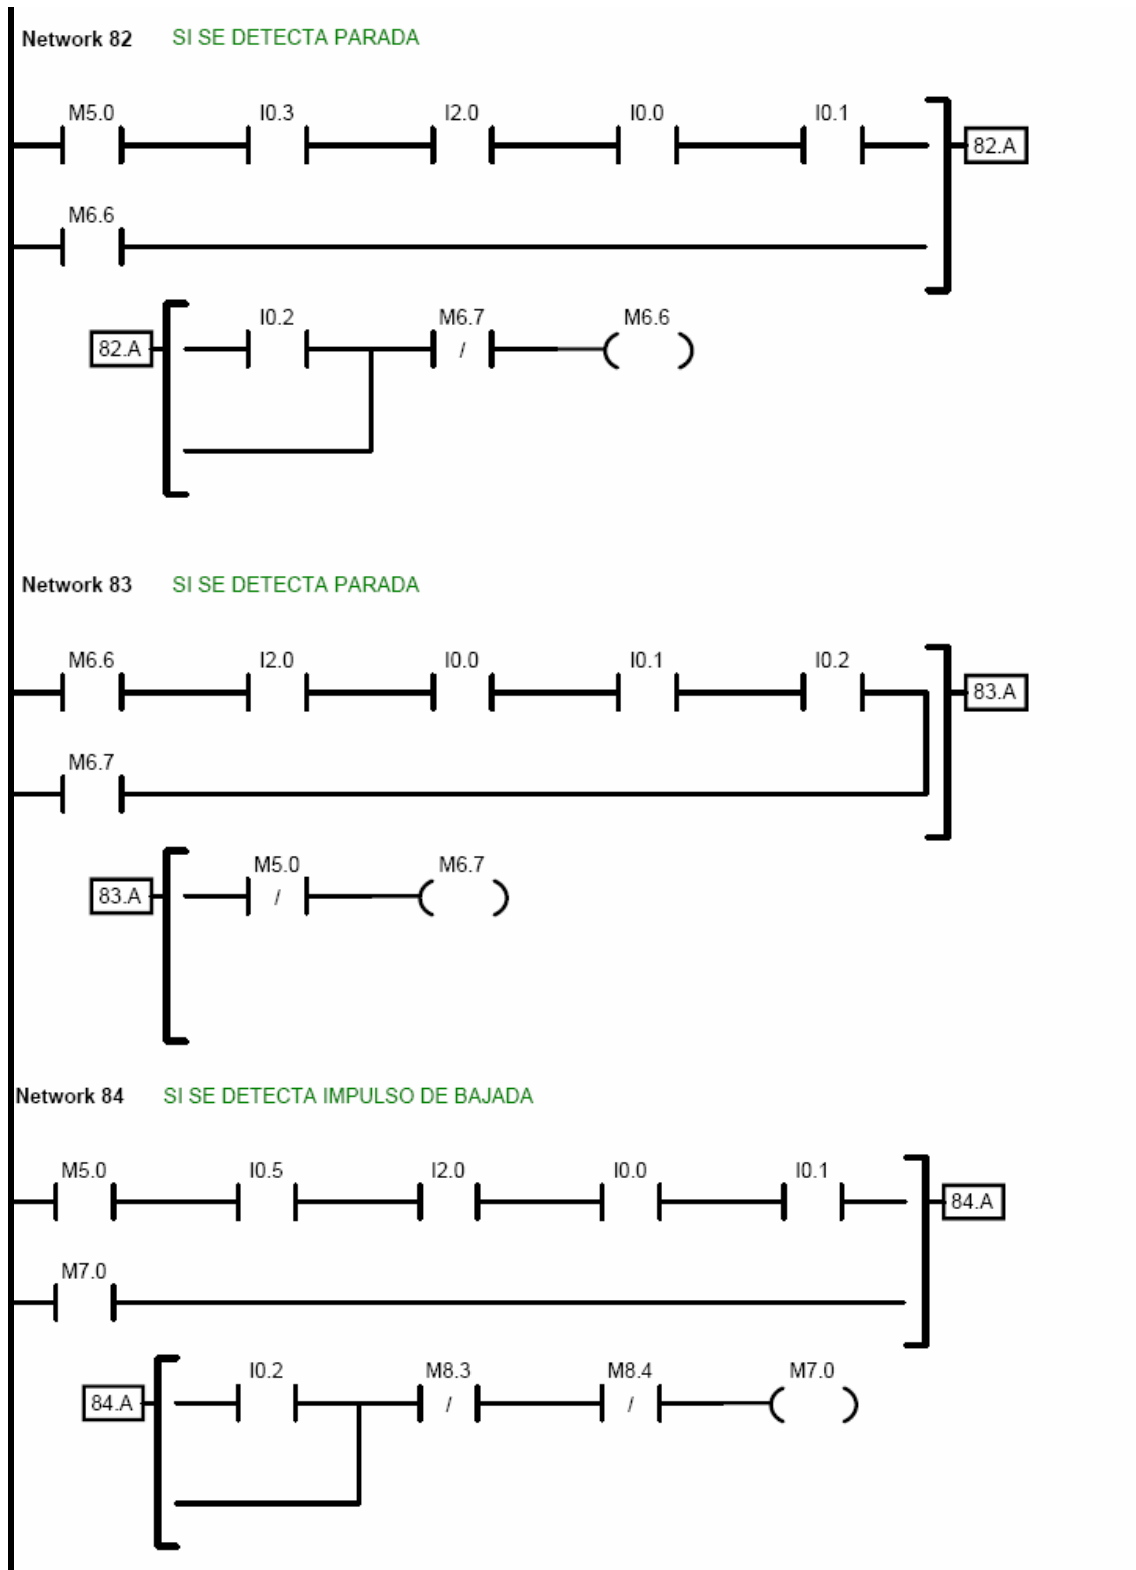 Network 82 SI SE DETECTA PARADA
M5.0 I0.3 I2.0 I0.0 I0.1
82.A
M6.6
I0.2 M6.7 M6.6
82.A
/
Network 83 SI SE DETECTA PARADA
M6.6 I2.0 I0.0 I0.1 I0.2
83.A
M6.7
M5.0 M6.7
83.A
/
Network 84 SI SE DETECTA IMPULSO DE BAJADA
M5.0 I0.5 I2.0 I0.0 I0.1
84.A
M7.0
I0.2 M8.3 M8.4 M7.0
84.A
/ /